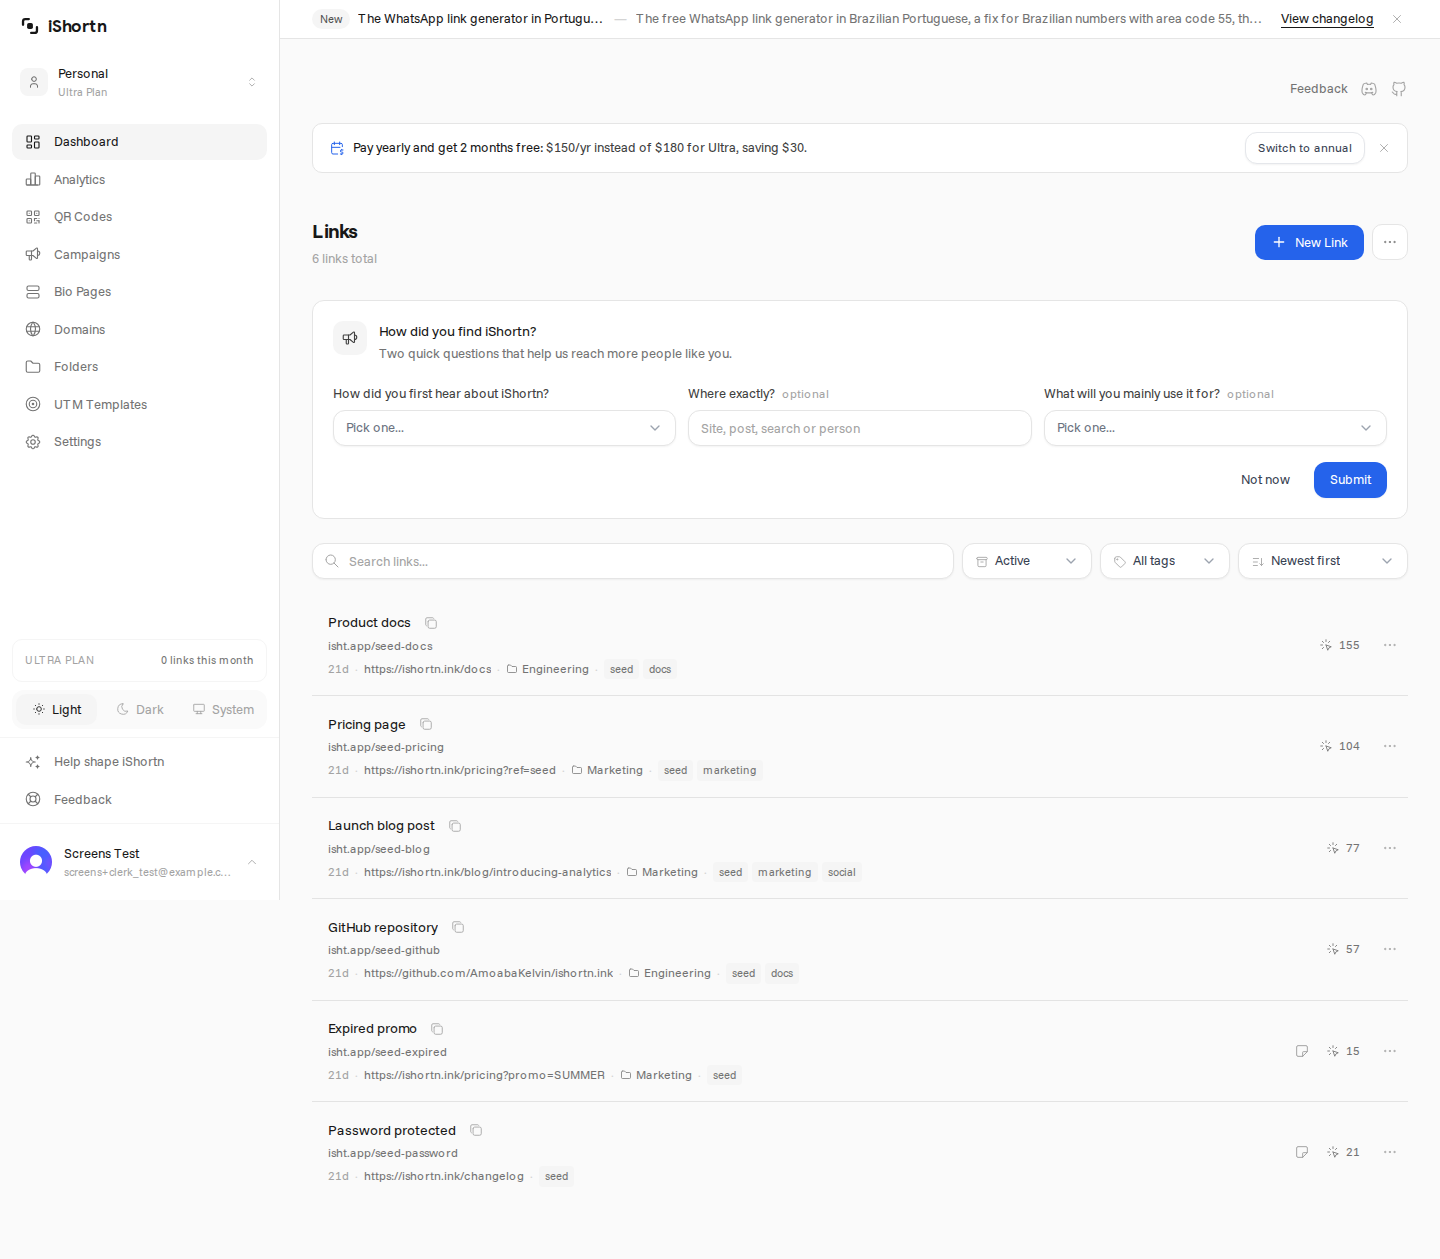 iShortn
Personal
Ultra Plan
Dashboard
Analytics
QR Codes
Campaigns
Bio Pages
Domains
Folders
UTM Templates
Settings
ULTRA PLAN 0 links this month
Light Dark System
Help shape iShortn
Feedback
Screens Test
screens+clerk_test@example.c...
New The WhatsApp link generator in Portugu... — The free WhatsApp link generator in Brazilian Portuguese, a fix for Brazilian numbers with area code 55, th... View changelog
Feedback
Pay yearly and get 2 months free: $150/yr instead of $180 for Ultra, saving $30. Switch to annual
Links
6 links total
New Link
How did you find iShortn?
Two quick questions that help us reach more people like you.
How did you first hear about iShortn? Where exactly? optional What will you mainly use it for? optional
Pick one... Site, post, search or person Pick one...
Not now Submit
Search links... Active All tags Newest first
Product docs
isht.app/seed-docs 155
21d · https://ishortn.ink/docs · Engineering · seed docs
Pricing page
isht.app/seed-pricing 104
21d · https://ishortn.ink/pricing?ref=seed · Marketing · seed marketing
Launch blog post
isht.app/seed-blog 77
21d · https://ishortn.ink/blog/introducing-analytics · Marketing · seed marketing social
GitHub repository
isht.app/seed-github 57
21d · https://github.com/AmoabaKelvin/ishortn.ink · Engineering · seed docs
Expired promo
isht.app/seed-expired 15
21d · https://ishortn.ink/pricing?promo=SUMMER · Marketing · seed
Password protected
isht.app/seed-password 21
21d · https://ishortn.ink/changelog · seed